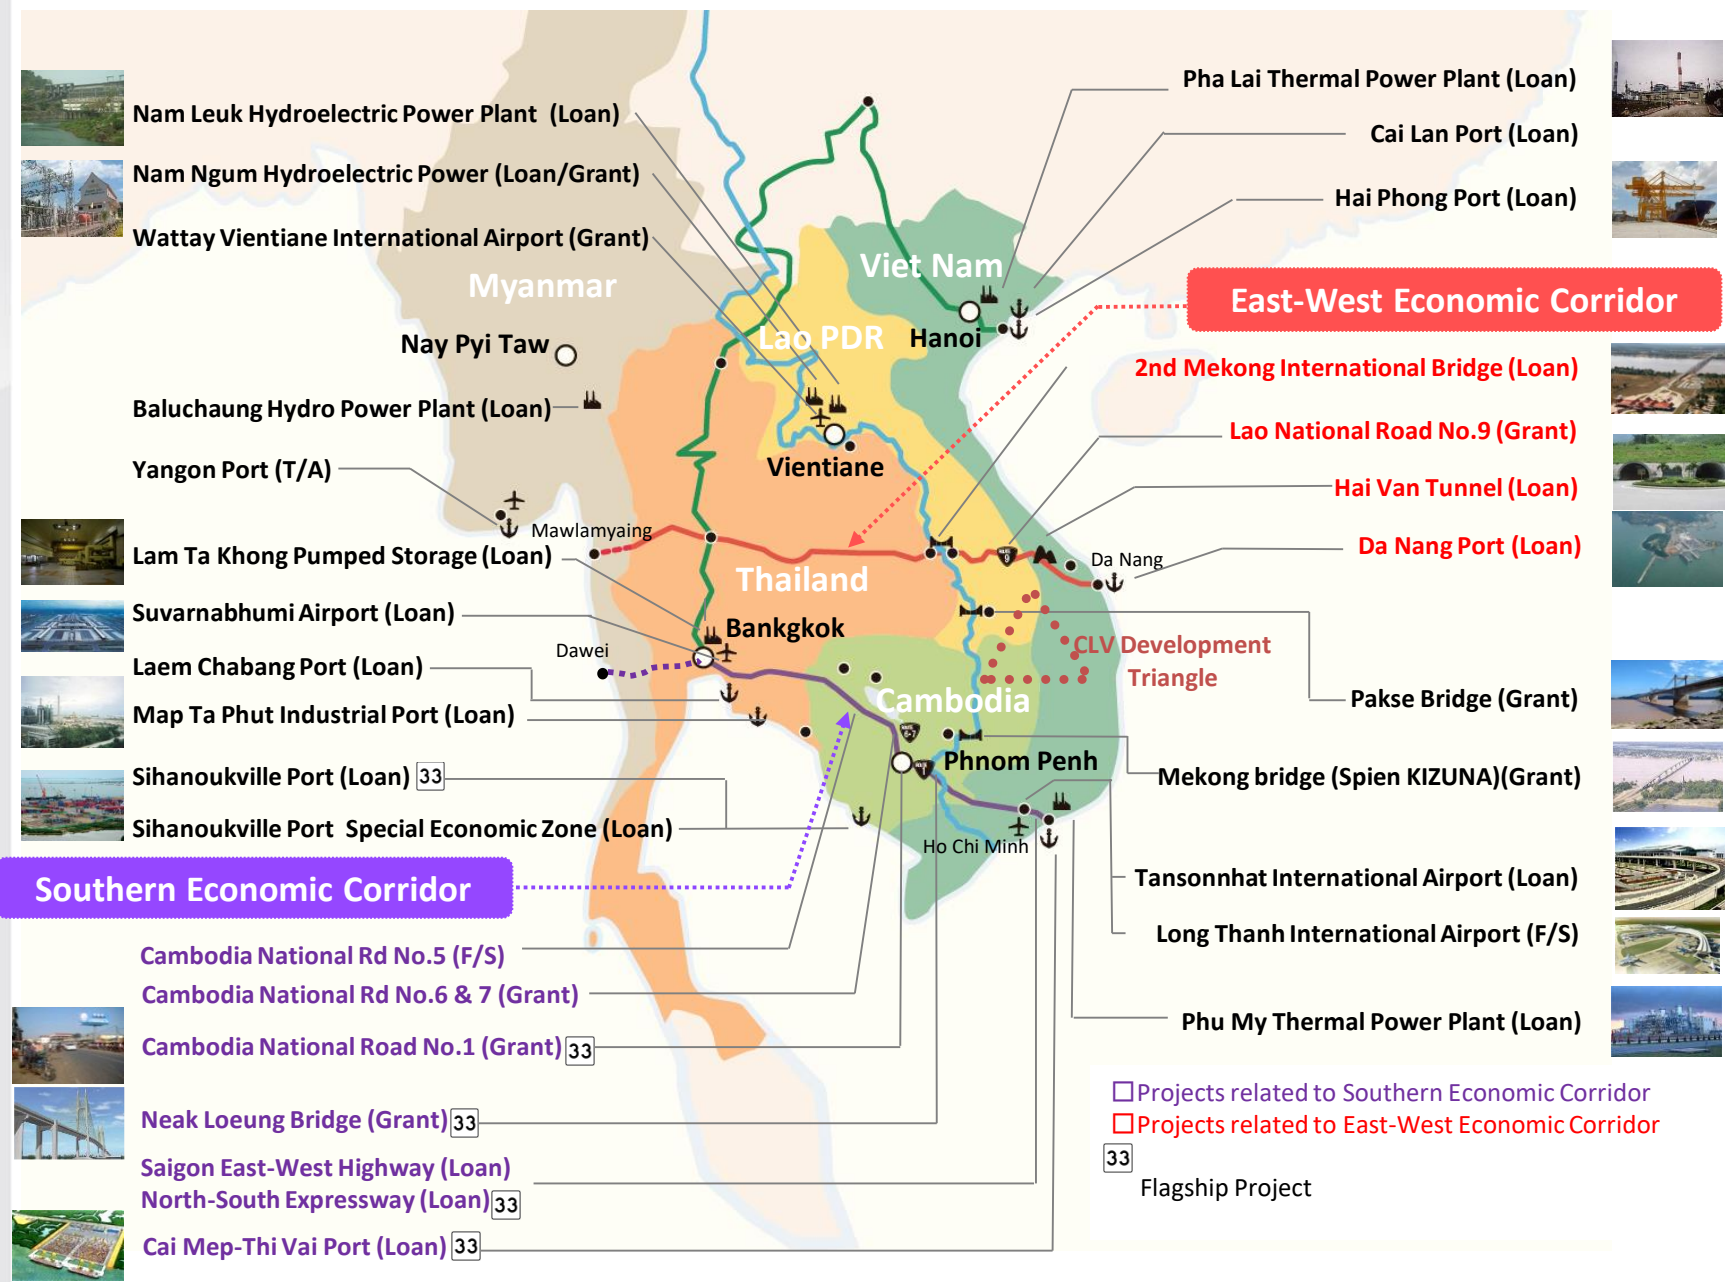 Nam Leuk Hydroelectric Power Plant (Loan)
Nam Ngum Hydroelectric Power (Loan/Grant)
Wattay Vientiane International Airport (Grant)
Myanmar
Nay Pyi Taw
Baluchaung Hydro Power Plant (Loan)
Yangon Port (T/A)
Mawlamyaing
Lam Ta Khong Pumped Storage (Loan)
Suvarnabhumi Airport (Loan)
Dawei
Laem Chabang Port (Loan)
Map Ta Phut Industrial Port (Loan)
Sihanoukville Port (Loan) 33
Sihanoukville Port Special Economic Zone (Loan)
Southern Economic Corridor
Cambodia National Rd No.5 (F/S)
Cambodia National Rd No.6 & 7 (Grant)
Cambodia National Road No.1 (Grant) 33
Neak Loeung Bridge (Grant) 33
Saigon East-West Highway (Loan)
North-South Expressway (Loan) 33
Cai Mep-Thi Vai Port (Loan) 33
Viet Nam
Lao PDR
Hanoi
Vientiane
Thailand
Bankgkok
9
Da Nang
CLV Development
Triangle
Cambodia
Phnom Penh
Ho Chi Minh
Pha Lai Thermal Power Plant (Loan)
Cai Lan Port (Loan)
Hai Phong Port (Loan)
East-West Economic Corridor
2nd Mekong International Bridge (Loan)
Lao National Road No.9 (Grant)
Hai Van Tunnel (Loan)
Da Nang Port (Loan)
Pakse Bridge (Grant)
Mekong bridge (Spien KIZUNA)(Grant)
Tansonnhat International Airport (Loan)
Long Thanh International Airport (F/S)
Phu My Thermal Power Plant (Loan)
Projects related to Southern Economic Corridor
Projects related to East-West Economic Corridor
33
Flagship Project